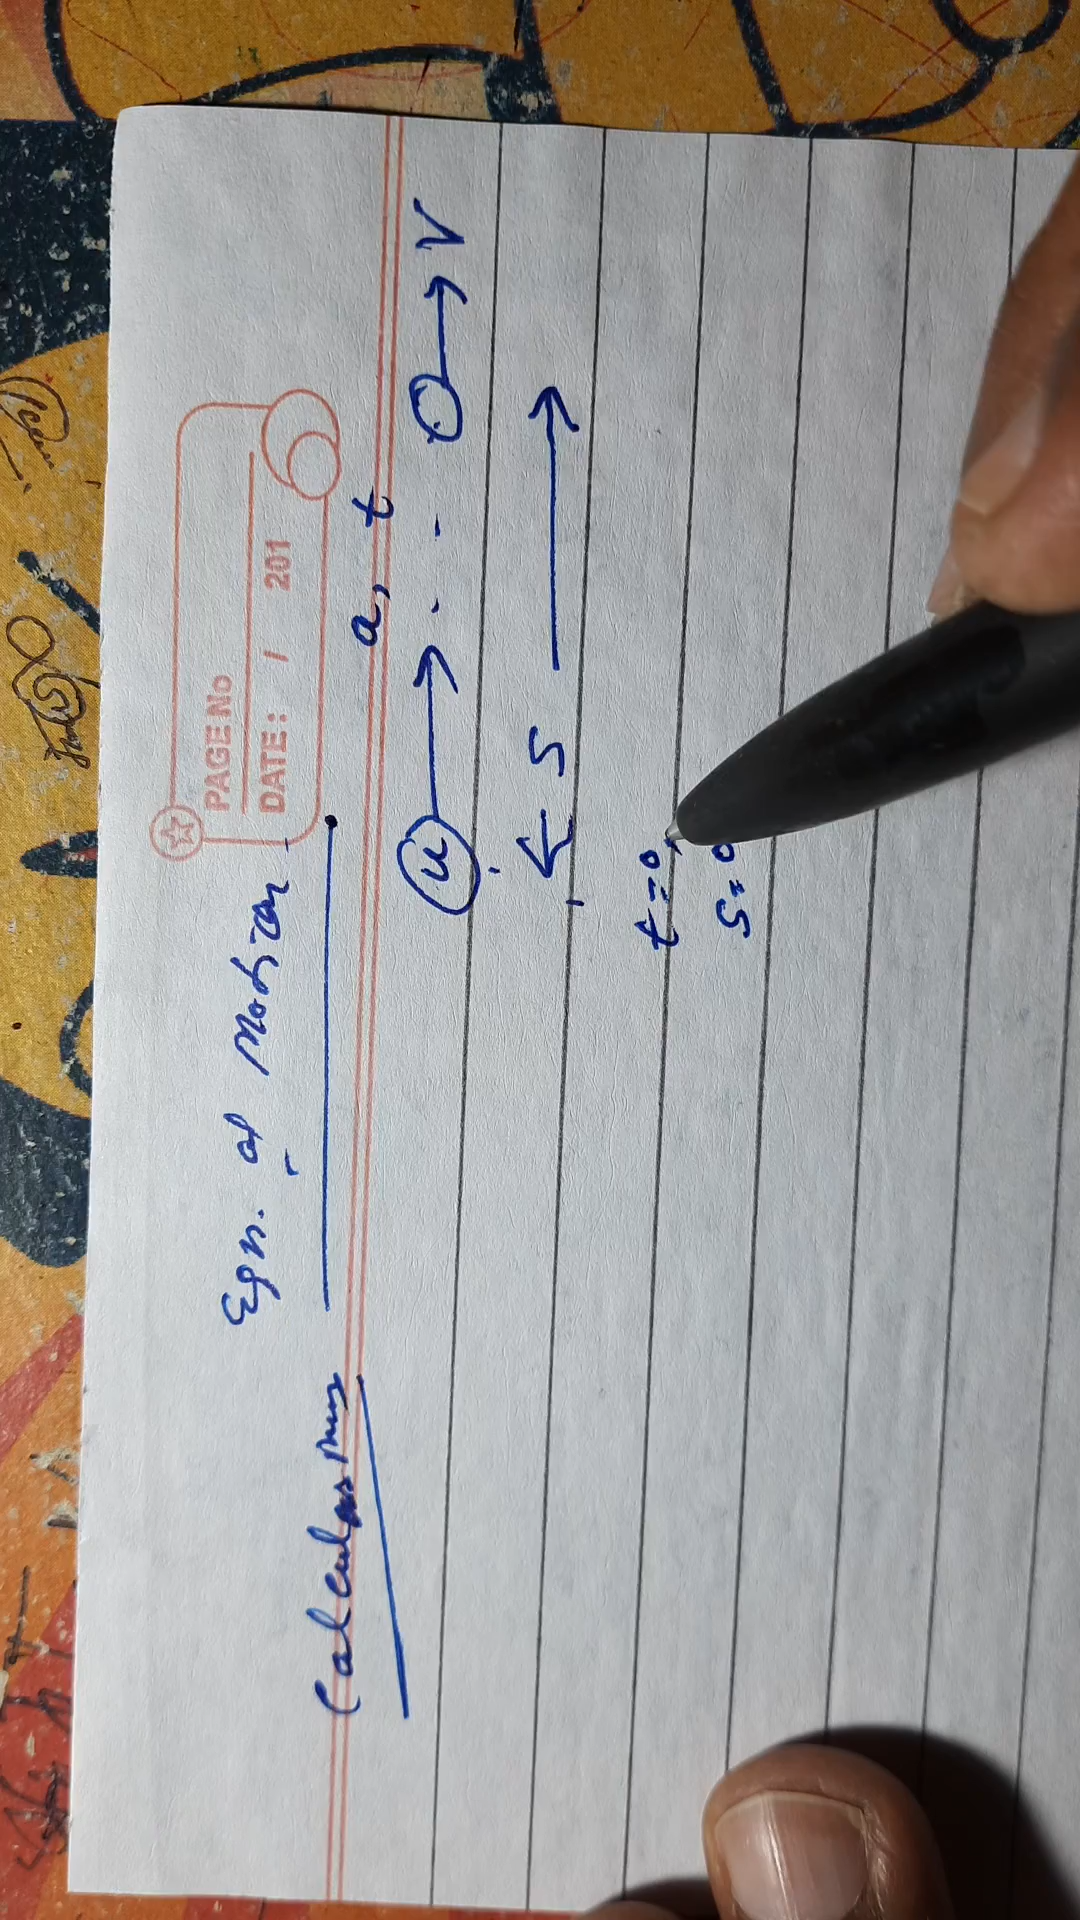 PAGE No
DATE: / / 201
Eqn. of Motion
a, t
u → . . O → v
← s →
Calculus
t = 0
s = 0